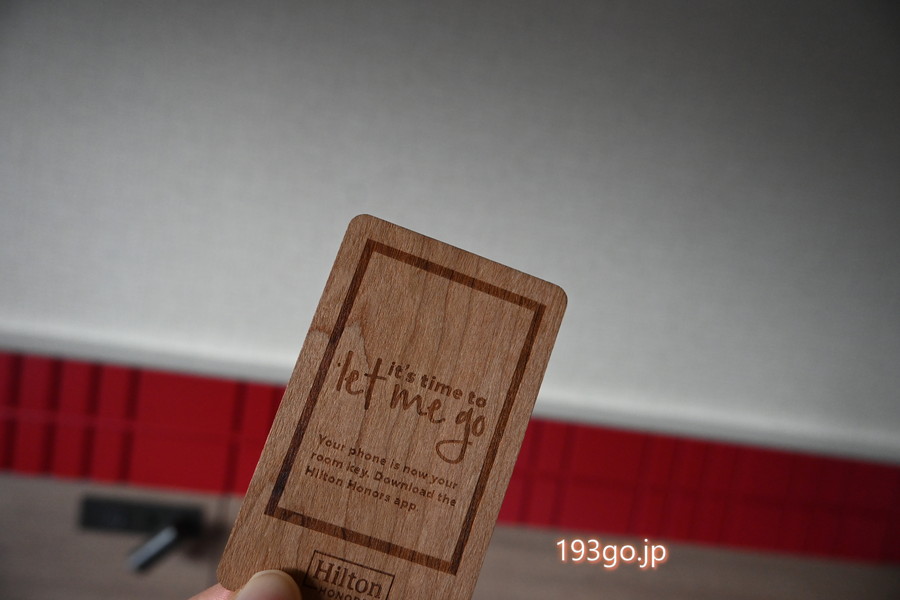 it's time to
let me go
Your phone is now your
room key. Download the
Hilton Honors app.
Hilton
HONORS
193go.jp